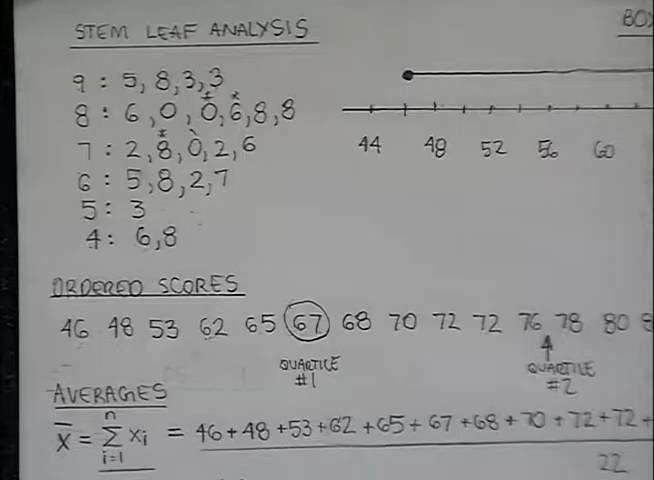 STEM LEAF ANALYSIS
BOX
9 : 5, 8, 3, 3
8 : 6, 0, 0, 6, 8, 8
7 : 2, 8, 0, 2, 6
6 : 5, 8, 2, 7
5 : 3
4 : 6, 8
44 48 52 56 60
ORDERED SCORES
46 48 53 62 65 67 68 70 72 72 76 78 80 8
QUARTICE
#1
QUARTILE
#2
AVERAGES
x̄ = n Σ i=1 xi = 46+48+53+62+65+67+68+70+72+72+
22